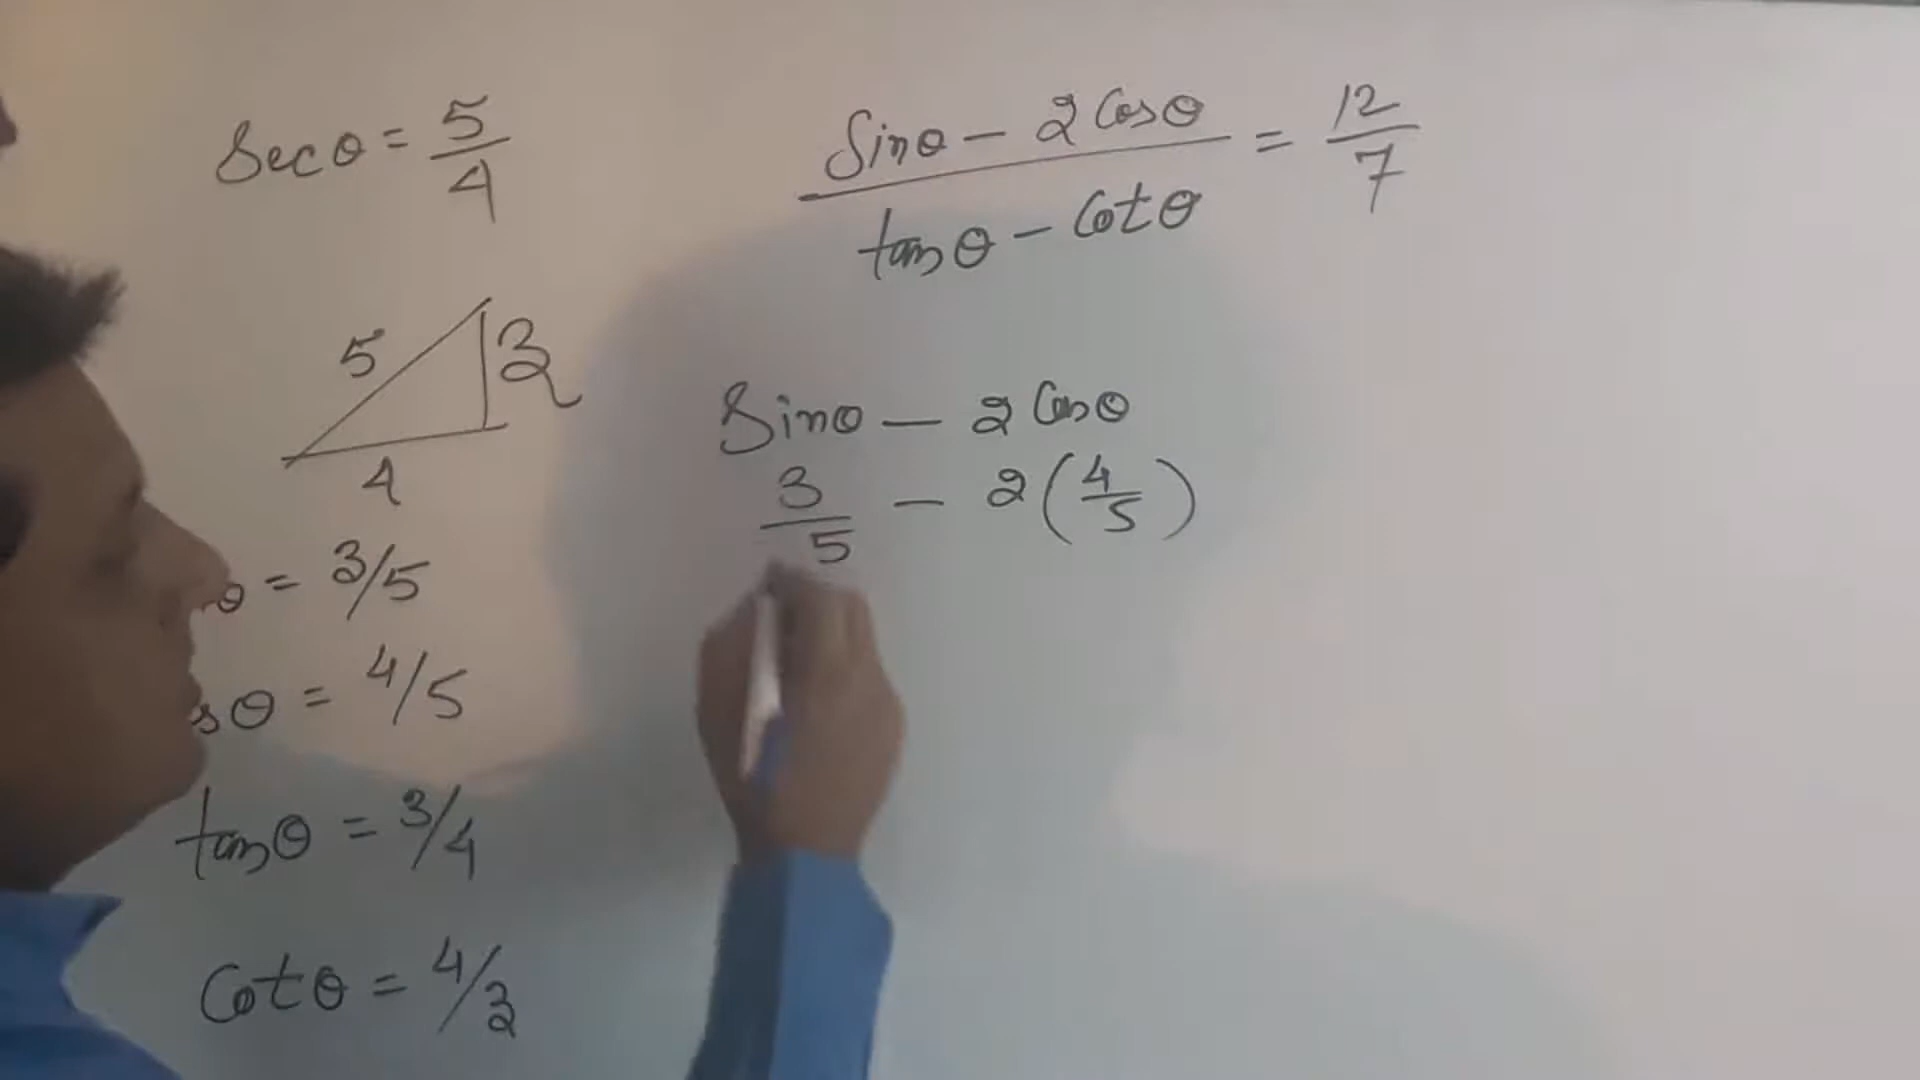 Secθ = 5/4
5
3
4
θ = 3/5
sθ = 4/5
tanθ = 3/4
Cotθ = 4/3
Sinθ - 2Cosθ / tanθ - Cotθ = 12/7
Sinθ - 2Cosθ
3/5 - 2(4/5)